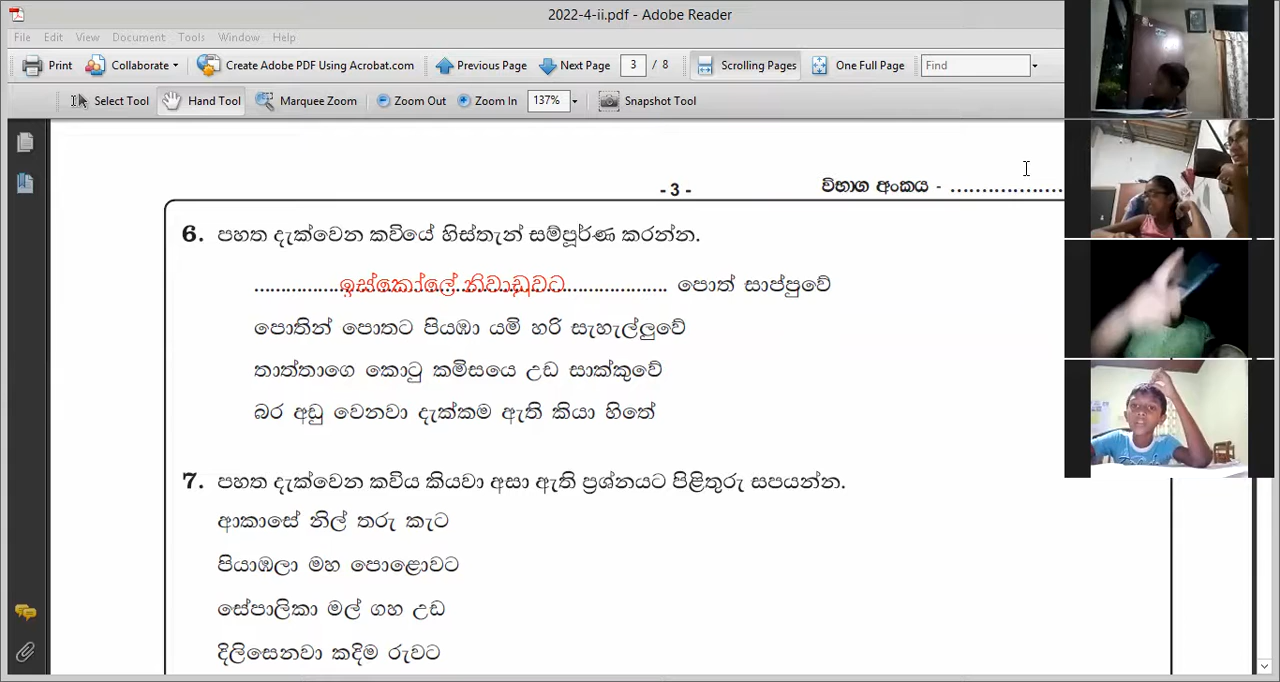 2022-4-ii.pdf - Adobe Reader
File Edit View Document Tools Window Help
Print Collaborate Create Adobe PDF Using Acrobat.com Previous Page Next Page 3 / 8 Scrolling Pages One Full Page Find
Select Tool Hand Tool Marquee Zoom Zoom Out Zoom In 137% Snapshot Tool
- 3 - විභාග අංකය - ..................
6. පහත දැක්වෙන කවියේ හිස්තැන් සම්පූර්ණ කරන්න.
ඉස්කෝලේ නිවාඩුවට පොත් සාප්පුවේ
පොතින් පොතට පියඹා යමි හරි සැහැල්ලුවේ
තාත්තාගෙ කොටු කමිසයෙ උඩ සාක්කුවේ
බර අඩු වෙනවා දැක්කම ඇති කියා හිතේ
7. පහත දැක්වෙන කවිය කියවා අසා ඇති ප්‍රශ්නයට පිළිතුරු සපයන්න.
ආකාසේ නිල් තරු කැට
පියාඹලා මහ පොළොවට
සේපාලිකා මල් ගහ උඩ
දිලිසෙනවා කදිම රුවට